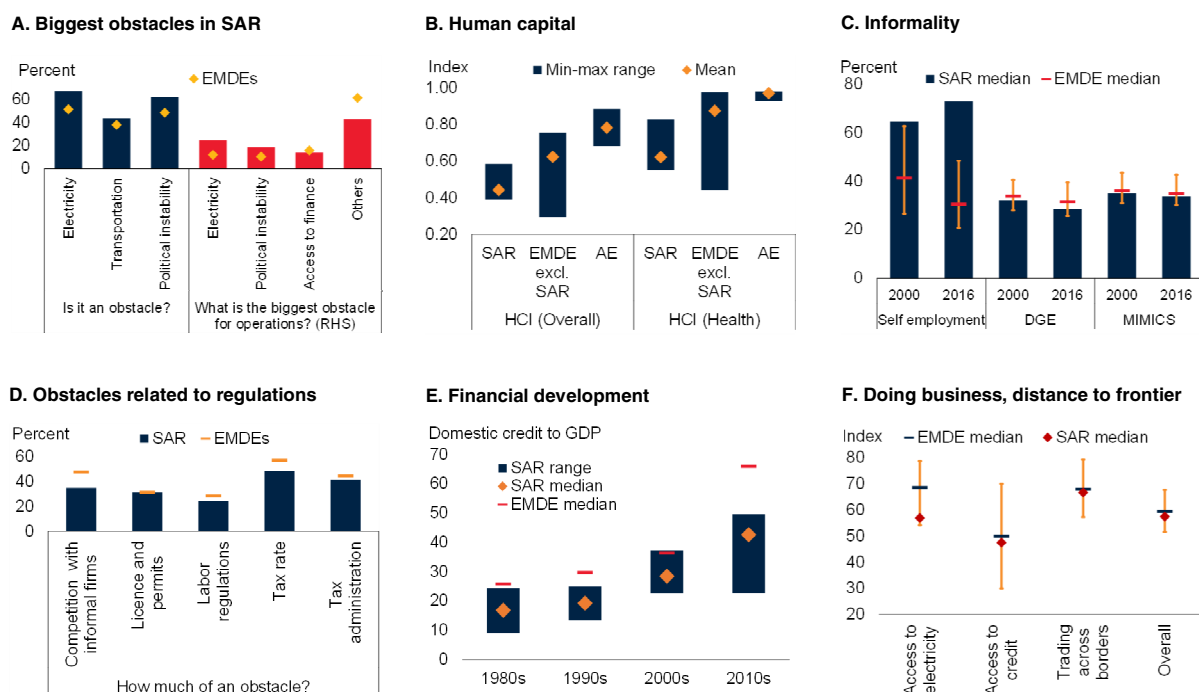 A. Biggest obstacles in SAR
Percent
EMDEs
60
40
20
0
Electricity
Transportation
Political instability
Electricity
Political instability
Access to finance
Others
Is it an obstacle?
What is the biggest obstacle
for operations? (RHS)
B. Human capital
Index
Min-max range
Mean
1.00
0.80
0.60
0.40
0.20
SAR
EMDE
excl.
SAR
AE
SAR
EMDE
excl.
SAR
AE
HCI (Overall)
HCI (Health)
C. Informality
Percent
SAR median
EMDE median
80
60
40
20
0
2000
2016
2000
2016
2000
2016
Self employment
DGE
MIMICS
D. Obstacles related to regulations
Percent
SAR
EMDEs
60
40
20
0
Competition with
informal firms
Licence and
permits
Labor
regulations
Tax rate
Tax
administration
How much of an obstacle?
E. Financial development
Domestic credit to GDP
SAR range
SAR median
EMDE median
70
60
50
40
30
20
10
0
1980s
1990s
2000s
2010s
F. Doing business, distance to frontier
Index
EMDE median
SAR median
80
70
60
50
40
30
20
Access to
electricity
Access to
credit
Trading
across
borders
Overall